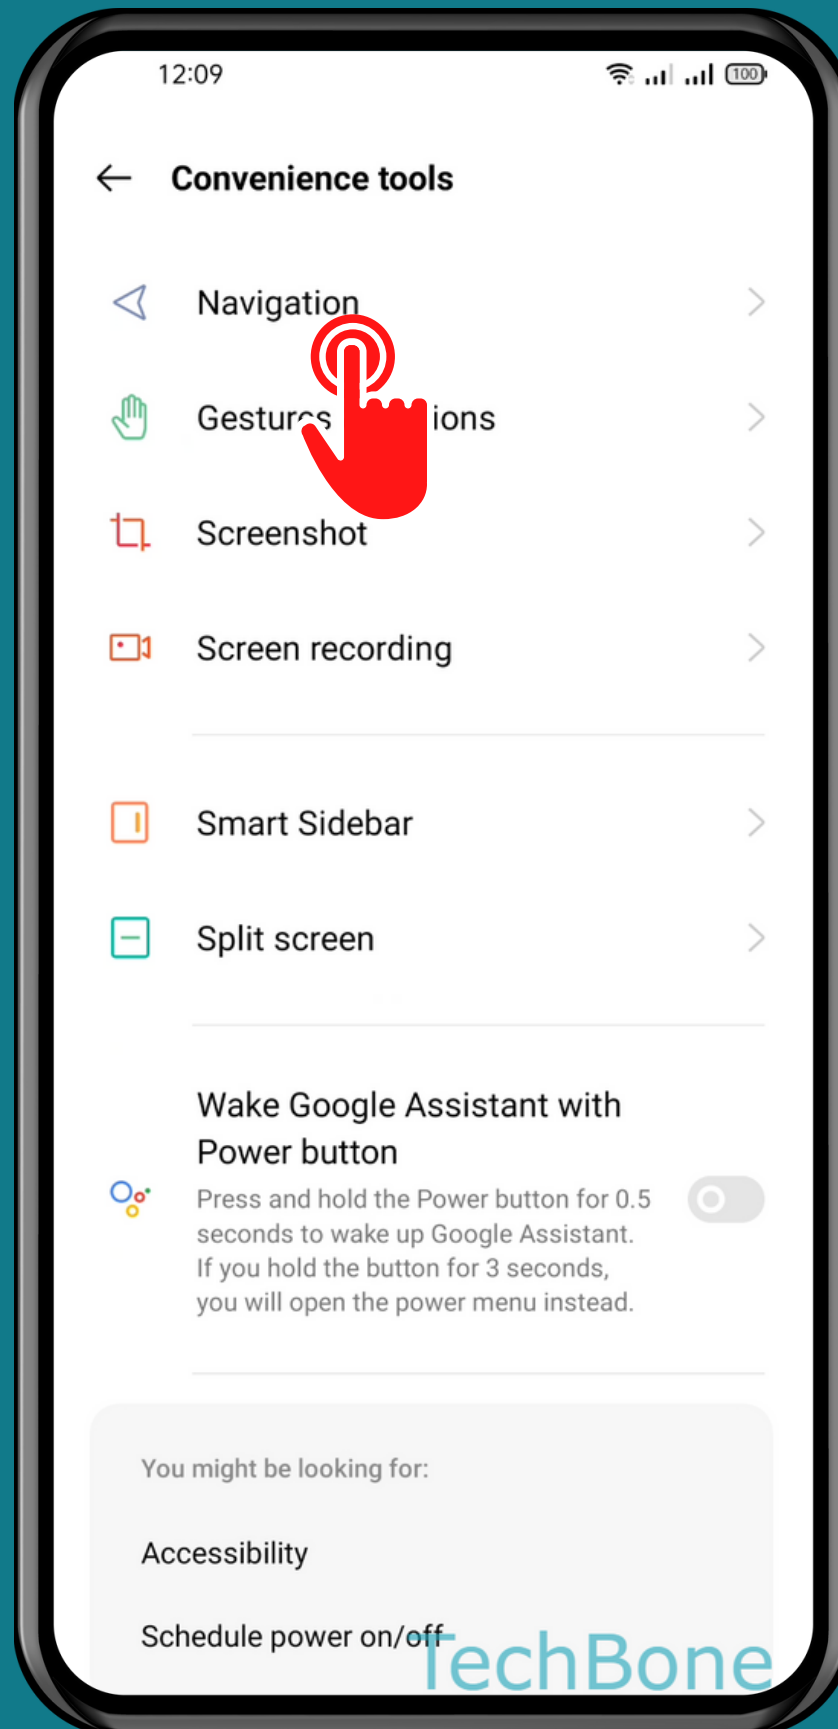 12:09
100
Convenience tools
Navigation
Gestures ions
Screenshot
Screen recording
Smart Sidebar
Split screen
Wake Google Assistant with
Power button
Press and hold the Power button for 0.5
seconds to wake up Google Assistant.
If you hold the button for 3 seconds,
you will open the power menu instead.
You might be looking for:
Accessibility
Schedule power on/off
TechBone